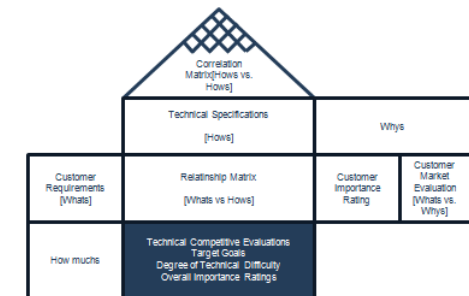 Correlation
Matrix[Hows vs.
Hows]
Technical Specifications
[Hows]
Whys
Customer
Requirements
[Whats]
Relatinship Matrix
[Whats vs Hows]
Customer
Importance
Rating
Customer
Market
Evaluation
[Whats vs.
Whys]
How muchs
Technical Competitive Evaluations
Target Goals
Degree of Technical Difficulty
Overall Importance Ratings